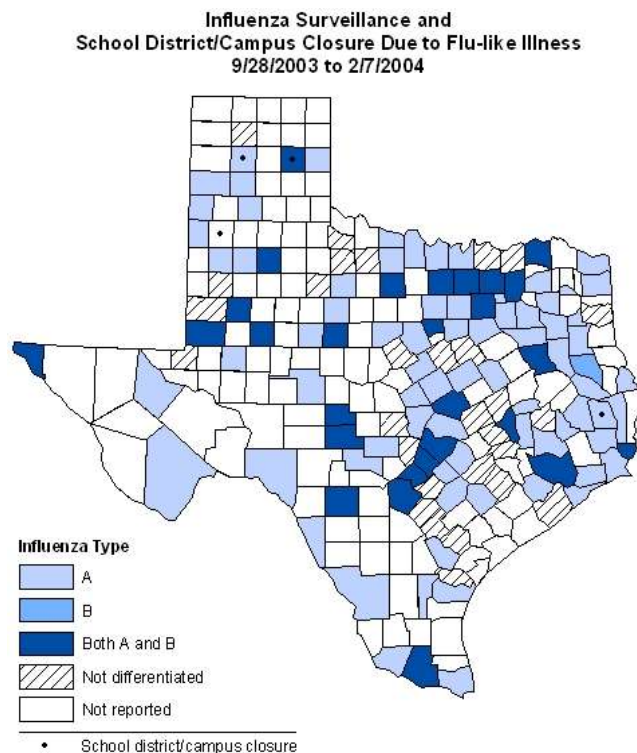 Influenza Surveillance and
School District/Campus Closure Due to Flu-like Illness
9/28/2003 to 2/7/2004
Influenza Type
A
B
Both A and B
Not differentiated
Not reported
School district/campus closure